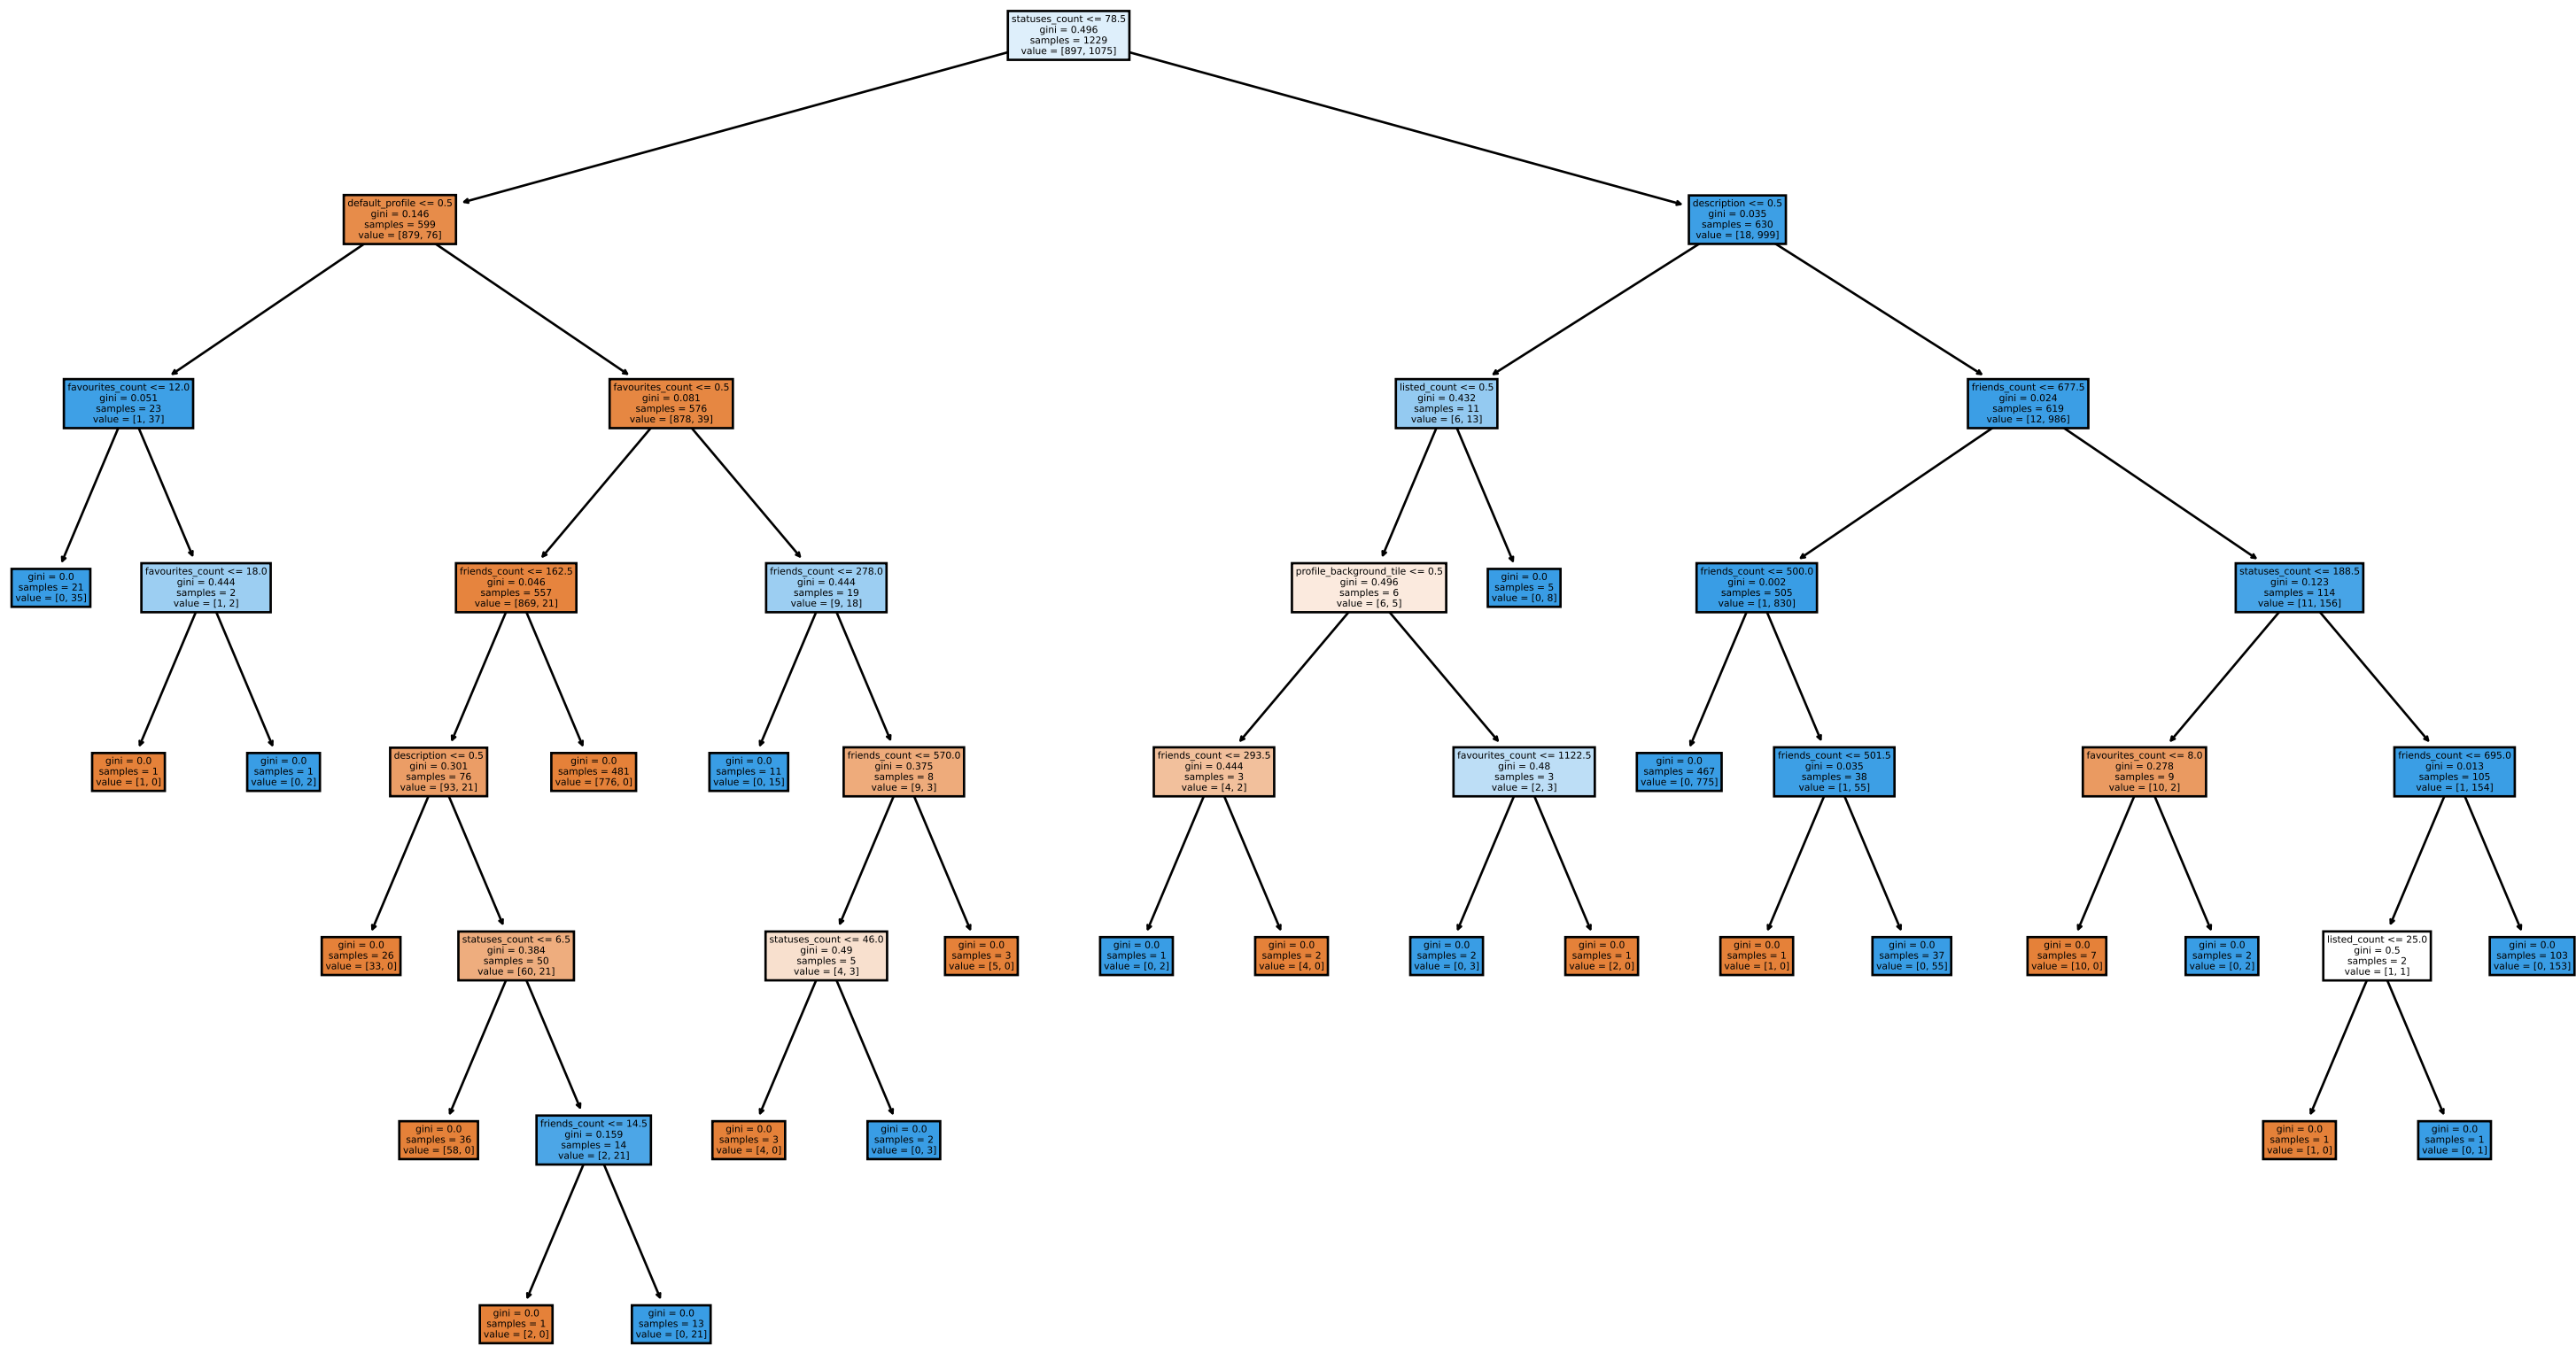 statuses_count <= 78.5
gini = 0.496
samples = 1229
value = [897, 1075]
default_profile <= 0.5
gini = 0.146
samples = 599
value = [879, 76]
description <= 0.5
gini = 0.035
samples = 630
value = [18, 999]
favourites_count <= 12.0
gini = 0.051
samples = 23
value = [1, 37]
favourites_count <= 0.5
gini = 0.081
samples = 576
value = [878, 39]
listed_count <= 0.5
gini = 0.432
samples = 11
value = [6, 13]
friends_count <= 677.5
gini = 0.024
samples = 619
value = [12, 986]
gini = 0.0
samples = 21
value = [0, 35]
favourites_count <= 18.0
gini = 0.444
samples = 2
value = [1, 2]
friends_count <= 162.5
gini = 0.046
samples = 557
value = [869, 21]
friends_count <= 278.0
gini = 0.444
samples = 19
value = [9, 18]
profile_background_tile <= 0.5
gini = 0.496
samples = 6
value = [6, 5]
gini = 0.0
samples = 5
value = [0, 8]
friends_count <= 500.0
gini = 0.002
samples = 505
value = [1, 830]
statuses_count <= 188.5
gini = 0.123
samples = 114
value = [11, 156]
gini = 0.0
samples = 1
value = [1, 0]
gini = 0.0
samples = 1
value = [0, 2]
description <= 0.5
gini = 0.301
samples = 76
value = [93, 21]
gini = 0.0
samples = 481
value = [776, 0]
gini = 0.0
samples = 11
value = [0, 15]
friends_count <= 570.0
gini = 0.375
samples = 8
value = [9, 3]
friends_count <= 293.5
gini = 0.444
samples = 3
value = [4, 2]
favourites_count <= 1122.5
gini = 0.48
samples = 3
value = [2, 3]
gini = 0.0
samples = 467
value = [0, 775]
friends_count <= 501.5
gini = 0.035
samples = 38
value = [1, 55]
favourites_count <= 8.0
gini = 0.278
samples = 9
value = [10, 2]
friends_count <= 695.0
gini = 0.013
samples = 105
value = [1, 154]
gini = 0.0
samples = 26
value = [33, 0]
statuses_count <= 6.5
gini = 0.384
samples = 50
value = [60, 21]
statuses_count <= 46.0
gini = 0.49
samples = 5
value = [4, 3]
gini = 0.0
samples = 3
value = [5, 0]
gini = 0.0
samples = 1
value = [0, 2]
gini = 0.0
samples = 2
value = [4, 0]
gini = 0.0
samples = 2
value = [0, 3]
gini = 0.0
samples = 1
value = [2, 0]
gini = 0.0
samples = 1
value = [1, 0]
gini = 0.0
samples = 37
value = [0, 55]
gini = 0.0
samples = 7
value = [10, 0]
gini = 0.0
samples = 2
value = [0, 2]
listed_count <= 25.0
gini = 0.5
samples = 2
value = [1, 1]
gini = 0.0
samples = 103
value = [0, 153]
gini = 0.0
samples = 36
value = [58, 0]
friends_count <= 14.5
gini = 0.159
samples = 14
value = [2, 21]
gini = 0.0
samples = 3
value = [4, 0]
gini = 0.0
samples = 2
value = [0, 3]
gini = 0.0
samples = 1
value = [1, 0]
gini = 0.0
samples = 1
value = [0, 1]
gini = 0.0
samples = 1
value = [2, 0]
gini = 0.0
samples = 13
value = [0, 21]